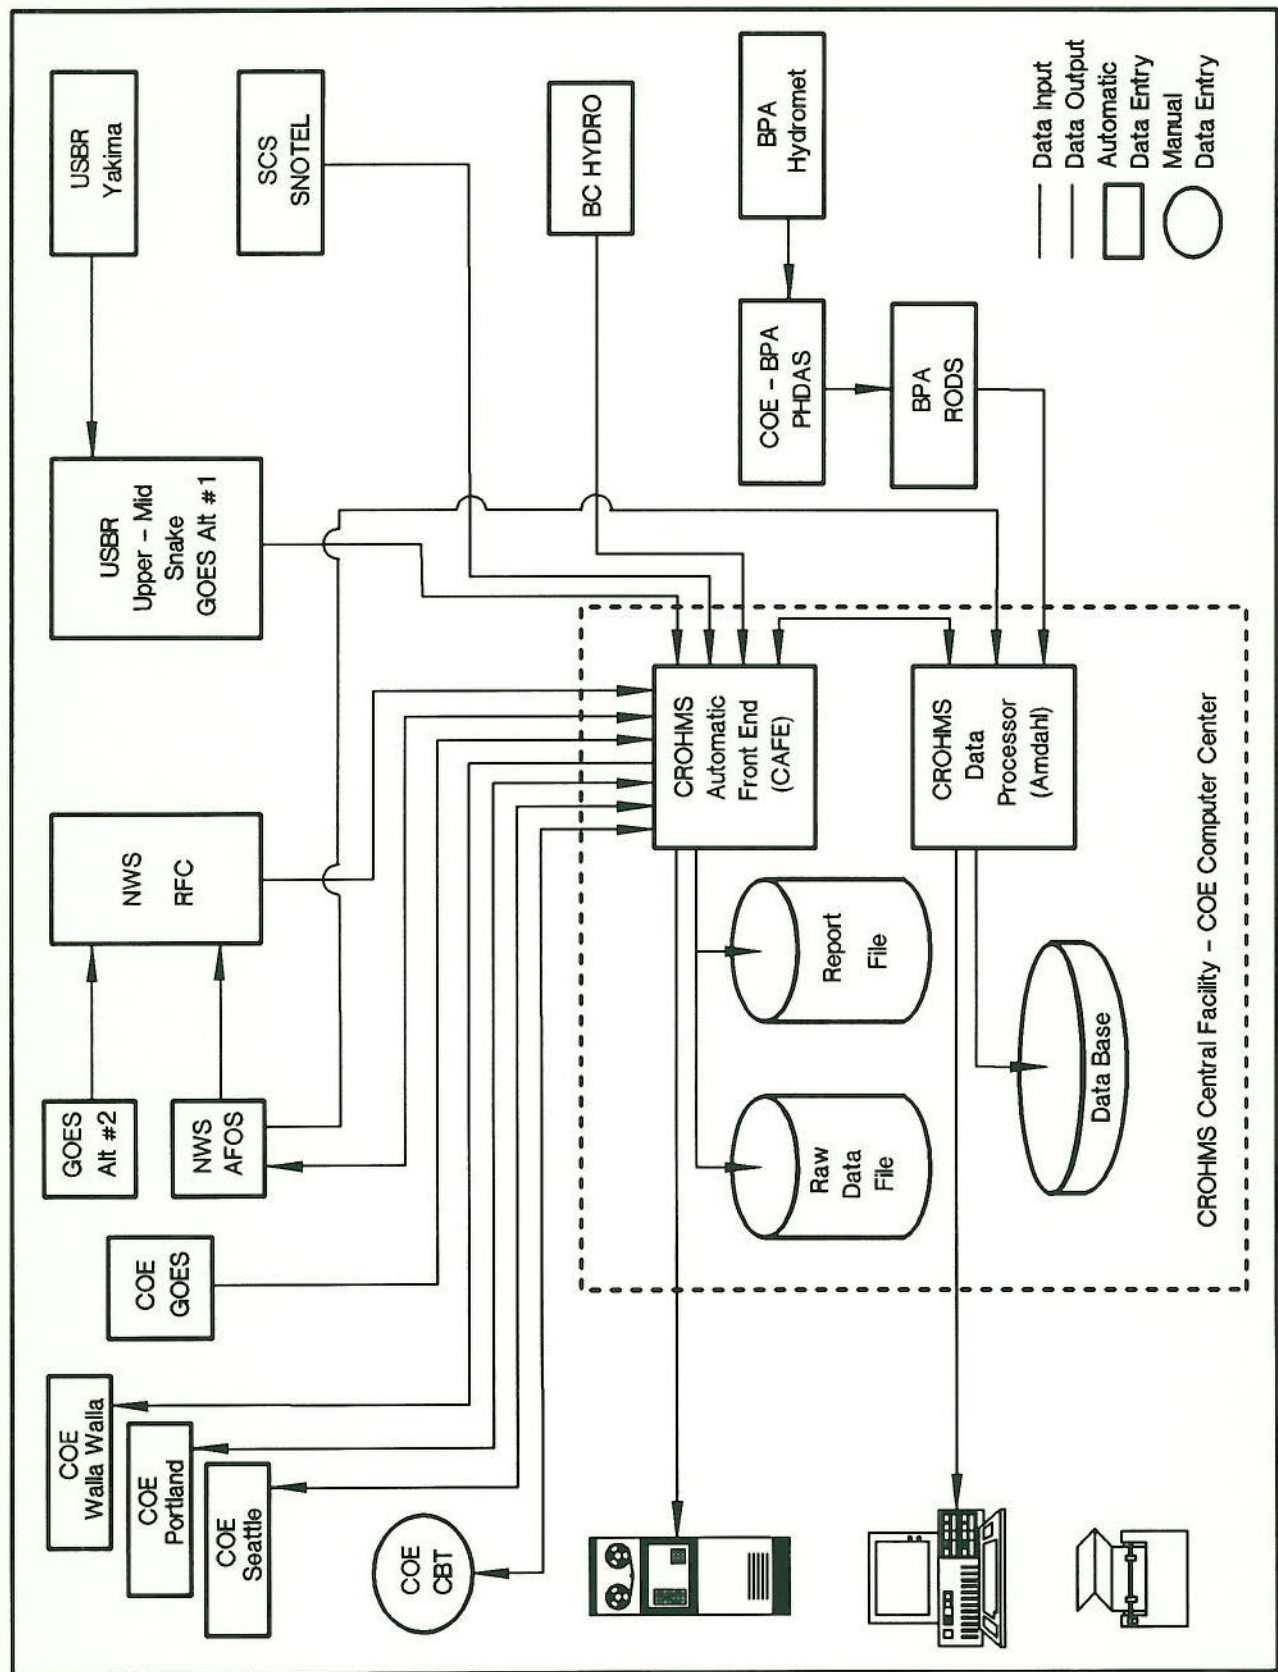 COE
Walla Walla
COE
Portland
COE
Seattle
COE
CBT
COE
GOES
GOES
Alt #2
NWS
AFOS
NWS
RFC
USBR
Upper - Mid
Snake
GOES Alt #1
USBR
Yakima
SCS
SNOTEL
BC HYDRO
BPA
Hydromet
COE - BPA
PHDAS
BPA
RODS
CROHMS
Automatic
Front End
(CAFE)
CROHMS
Data
Processor
(Amdahl)
Raw
Data
File
Report
File
Data Base
CROHMS Central Facility - COE Computer Center
Data Input
Data Output
Automatic
Data Entry
Manual
Data Entry